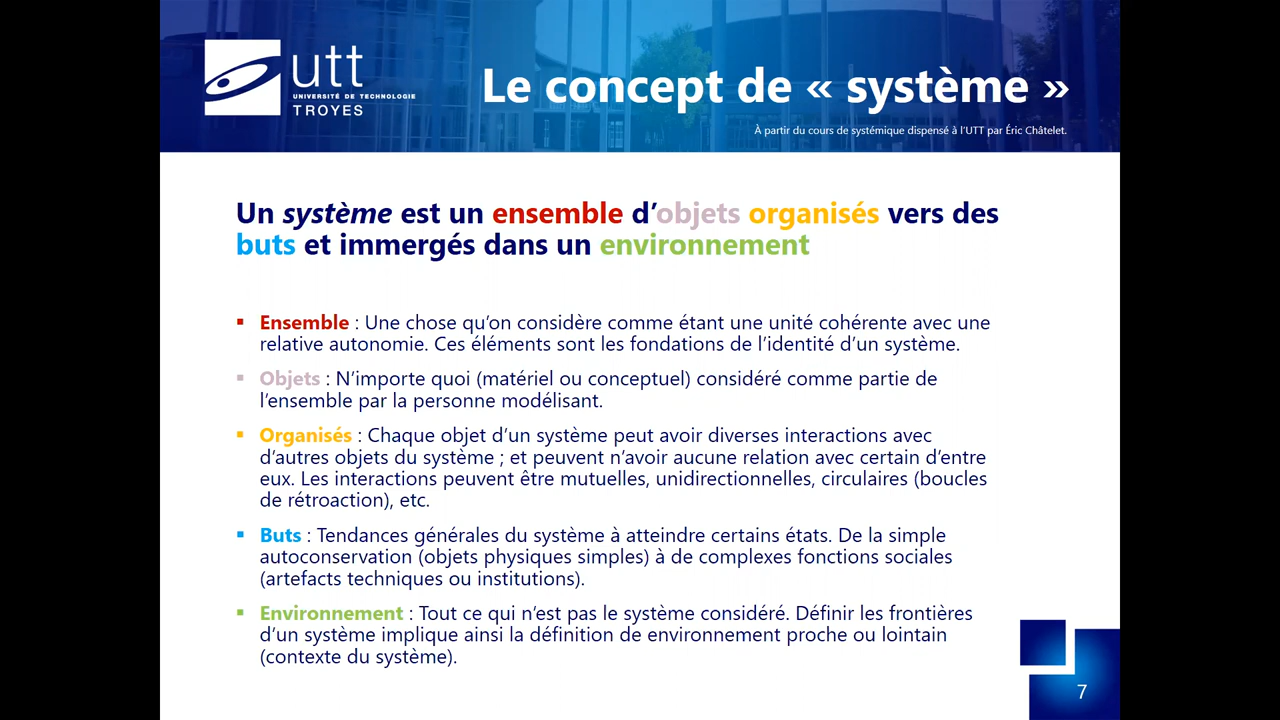 utt
UNIVERSITÉ DE TECHNOLOGIE
TROYES
Le concept de « système »
À partir du cours de systémique dispensé à l'UTT par Éric Châtelet.
Un système est un ensemble d'objets organisés vers des
buts et immergés dans un environnement
▪ Ensemble : Une chose qu'on considère comme étant une unité cohérente avec une
relative autonomie. Ces éléments sont les fondations de l'identité d'un système.
▪ Objets : N'importe quoi (matériel ou conceptuel) considéré comme partie de
l'ensemble par la personne modélisant.
▪ Organisés : Chaque objet d'un système peut avoir diverses interactions avec
d'autres objets du système ; et peuvent n'avoir aucune relation avec certain d'entre
eux. Les interactions peuvent être mutuelles, unidirectionnelles, circulaires (boucles
de rétroaction), etc.
▪ Buts : Tendances générales du système à atteindre certains états. De la simple
autoconservation (objets physiques simples) à de complexes fonctions sociales
(artefacts techniques ou institutions).
▪ Environnement : Tout ce qui n'est pas le système considéré. Définir les frontières
d'un système implique ainsi la définition de environnement proche ou lointain
(contexte du système).
7